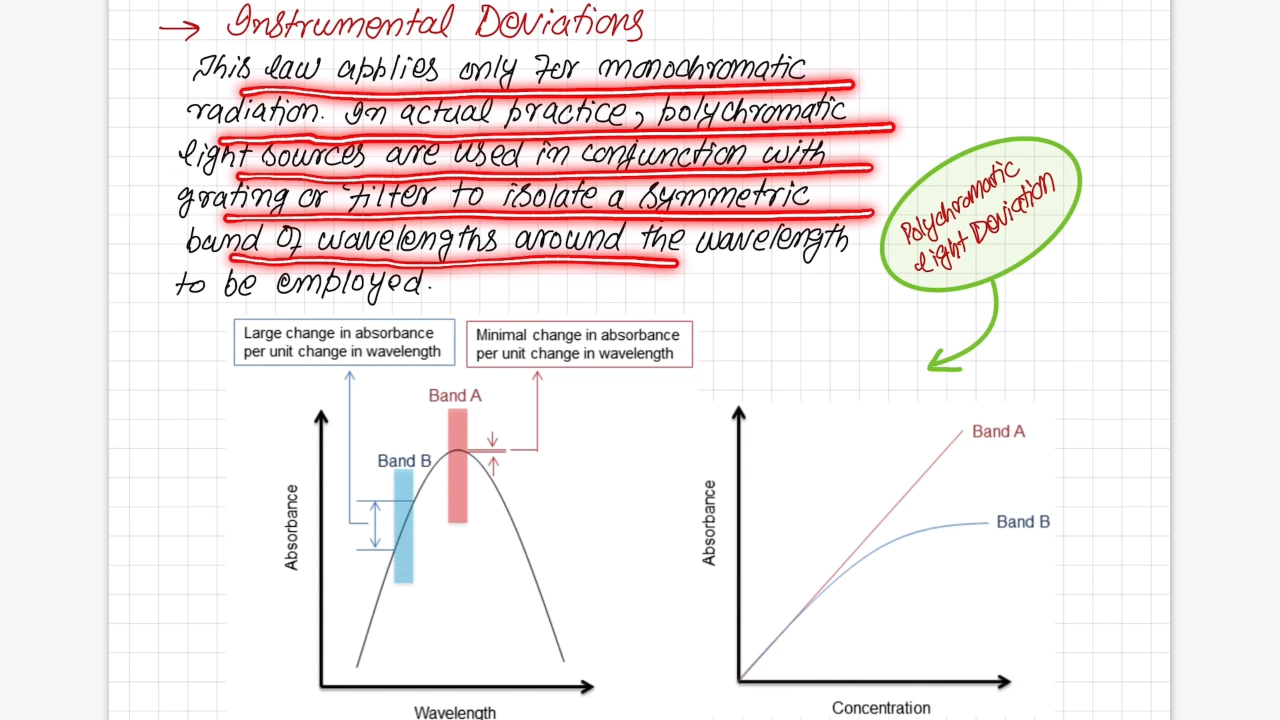 → Instrumental Deviations
This law applies only for monochromatic
radiation. In actual practice, polychromatic
light sources are used in conjunction with
grating or filter to isolate a symmetric
band of wavelengths around the wavelength
to be employed.
Polychromatic
light Deviation
Large change in absorbance
per unit change in wavelength
Minimal change in absorbance
per unit change in wavelength
Band A
Band B
Absorbance
Wavelength
Band A
Band B
Absorbance
Concentration